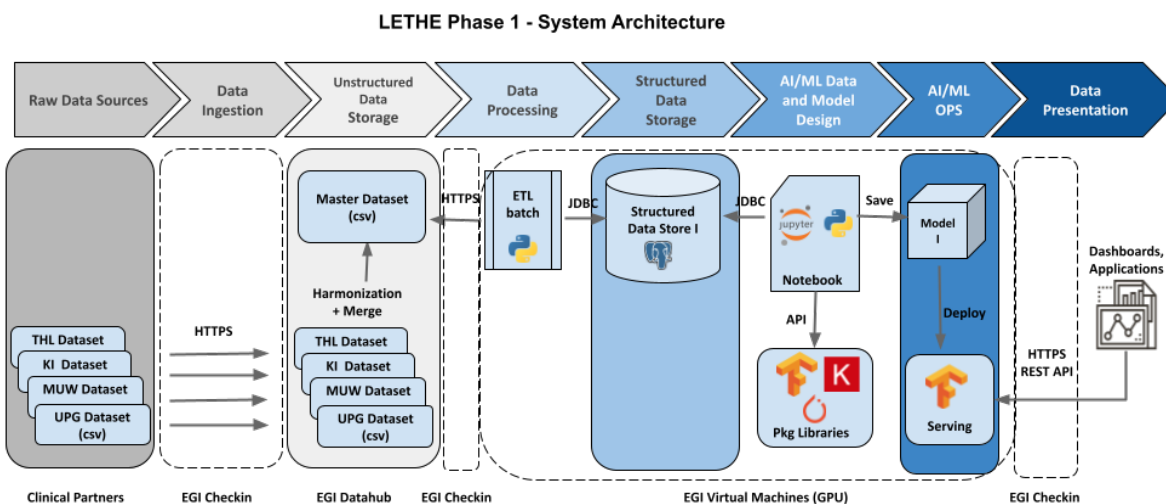 LETHE Phase 1 - System Architecture
Raw Data Sources
Data
Ingestion
Unstructured
Data
Storage
Data
Processing
Structured
Data
Storage
AI/ML Data
and Model
Design
AI/ML
OPS
Data
Presentation
Master Dataset
(csv)
HTTPS
ETL
batch
JDBC
Structured
Data Store I
JDBC
jupyter
Notebook
Save
Model
I
Dashboards,
Applications
Harmonization
+ Merge
HTTPS
THL Dataset
KI Dataset
MUW Dataset
UPG Dataset
(csv)
THL Dataset
KI Dataset
MUW Dataset
UPG Dataset
(csv)
API
K
Pkg Libraries
Deploy
Serving
HTTPS
REST API
Clinical Partners
EGI Checkin
EGI Datahub
EGI Checkin
EGI Virtual Machines (GPU)
EGI Checkin